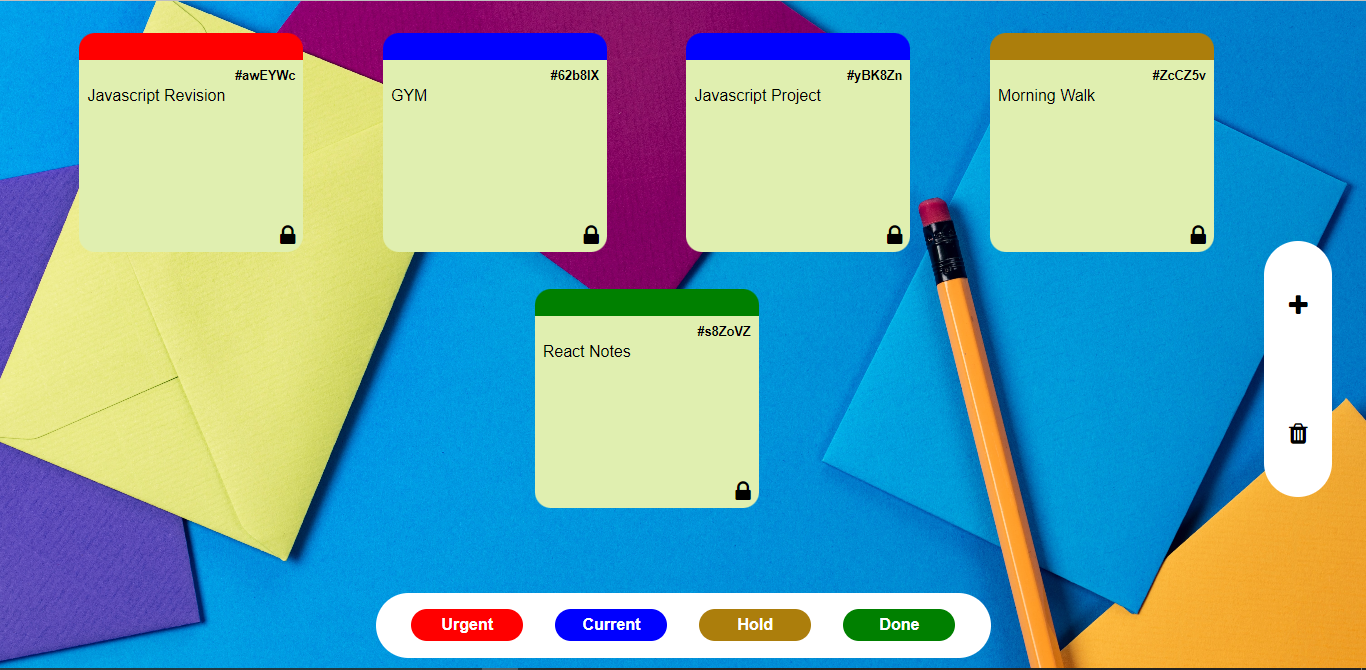 #awEYWc
Javascript Revision
#62b8IX
GYM
#yBK8Zn
Javascript Project
#ZcCZ5v
Morning Walk
#s8ZoVZ
React Notes
Urgent
Current
Hold
Done